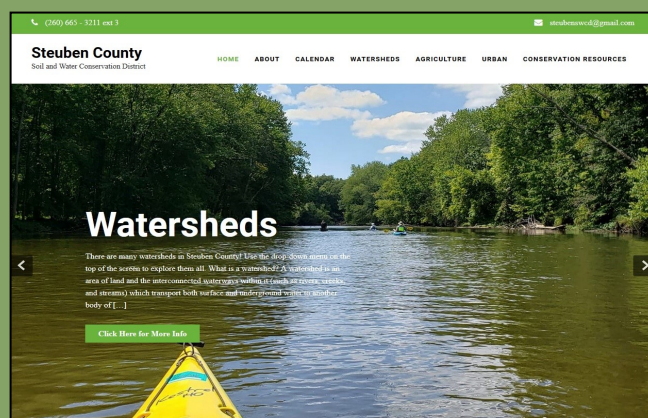 (260) 665 - 3211 ext 3
steubenswcd@gmail.com
Steuben County
Soil and Water Conservation District
HOME ABOUT CALENDAR WATERSHEDS AGRICULTURE URBAN CONSERVATION RESOURCES
Watersheds
There are many watersheds in Steuben County! Use the drop-down menu on the
top of the screen to explore them all. What is a watershed? A watershed is an
area of land and the interconnected waterways within it (such as rivers, creeks,
and streams) which transport both surface and underground water to another
body of […]
Click Here for More Info
Kestrel